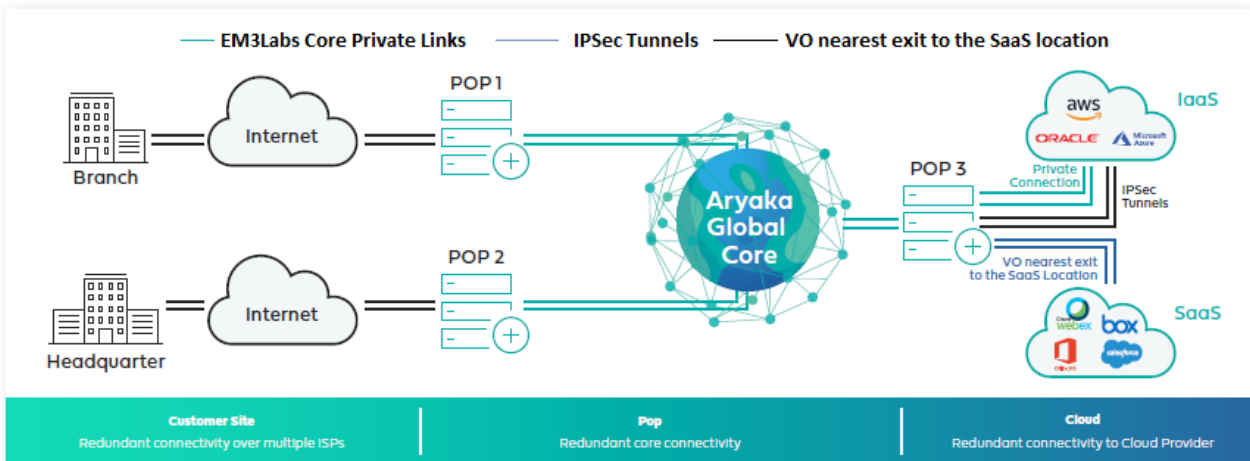 EM3Labs Core Private Links
IPSec Tunnels
VO nearest exit to the SaaS location
POP 1
Internet
Branch
aws
ORACLE
Microsoft
Azure
IaaS
Private
Connection
IPSec
Tunnels
POP 3
Aryaka
Global
Core
POP 2
Internet
Headquarter
VO nearest exit
to the SaaS Location
SaaS
webex
box
salesforce
Customer Site
Redundant connectivity over multiple ISPs
Pop
Redundant core connectivity
Cloud
Redundant connectivity to Cloud Provider